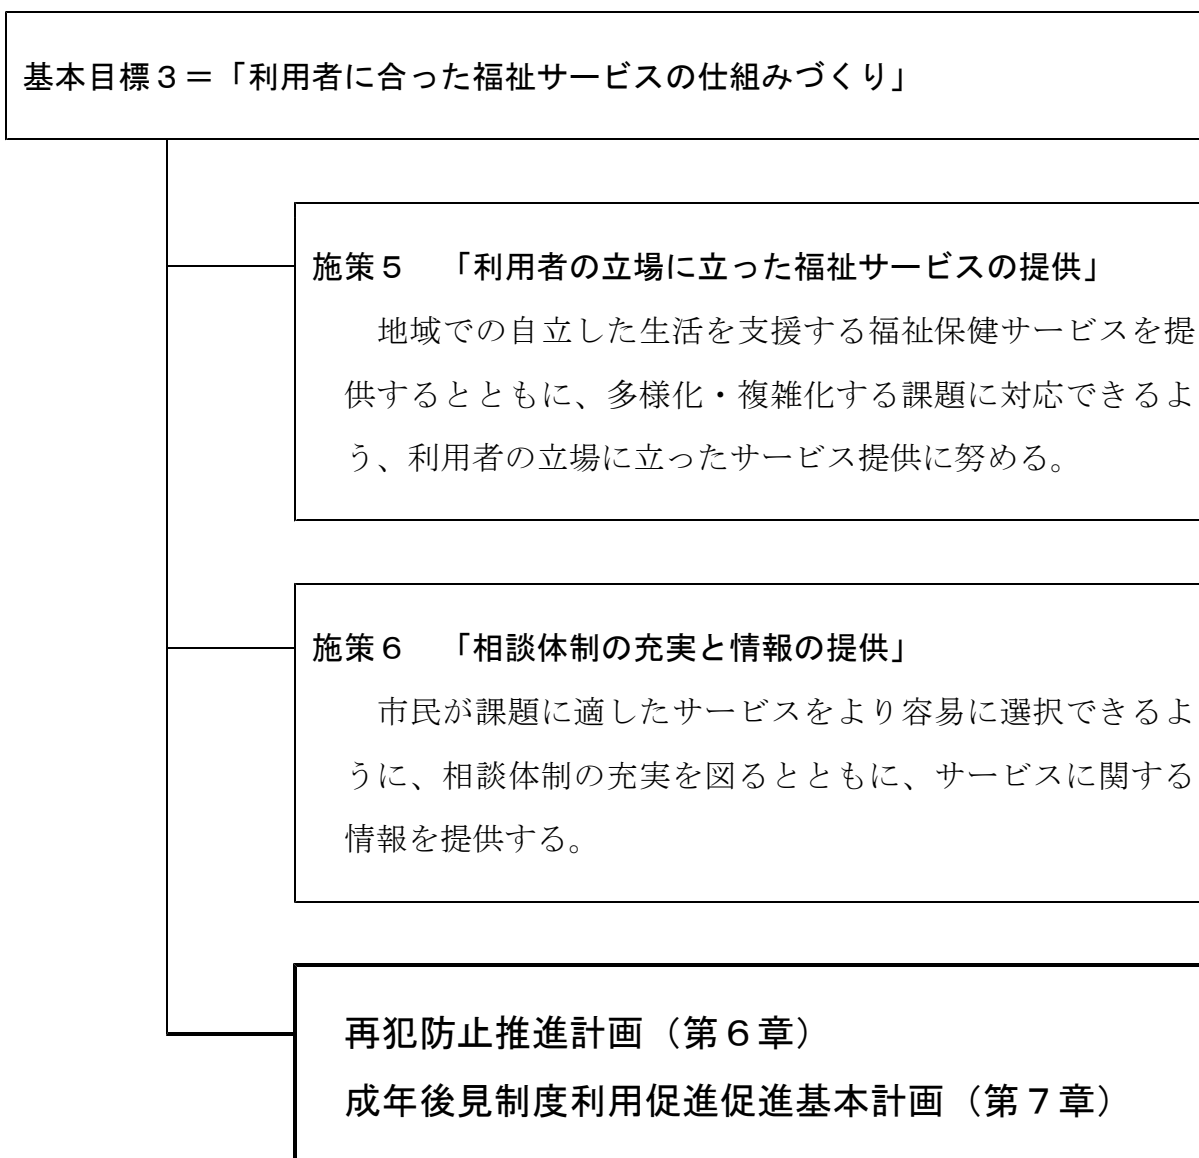 基本目標３＝「利用者に合った福祉サービスの仕組みづくり」
施策５　「利用者の立場に立った福祉サービスの提供」
地域での自立した生活を支援する福祉保健サービスを提
供するとともに、多様化・複雑化する課題に対応できるよ
う、利用者の立場に立ったサービス提供に努める。
施策６　「相談体制の充実と情報の提供」
市民が課題に適したサービスをより容易に選択できるよ
うに、相談体制の充実を図るとともに、サービスに関する
情報を提供する。
再犯防止推進計画（第６章）
成年後見制度利用促進促進基本計画（第７章）